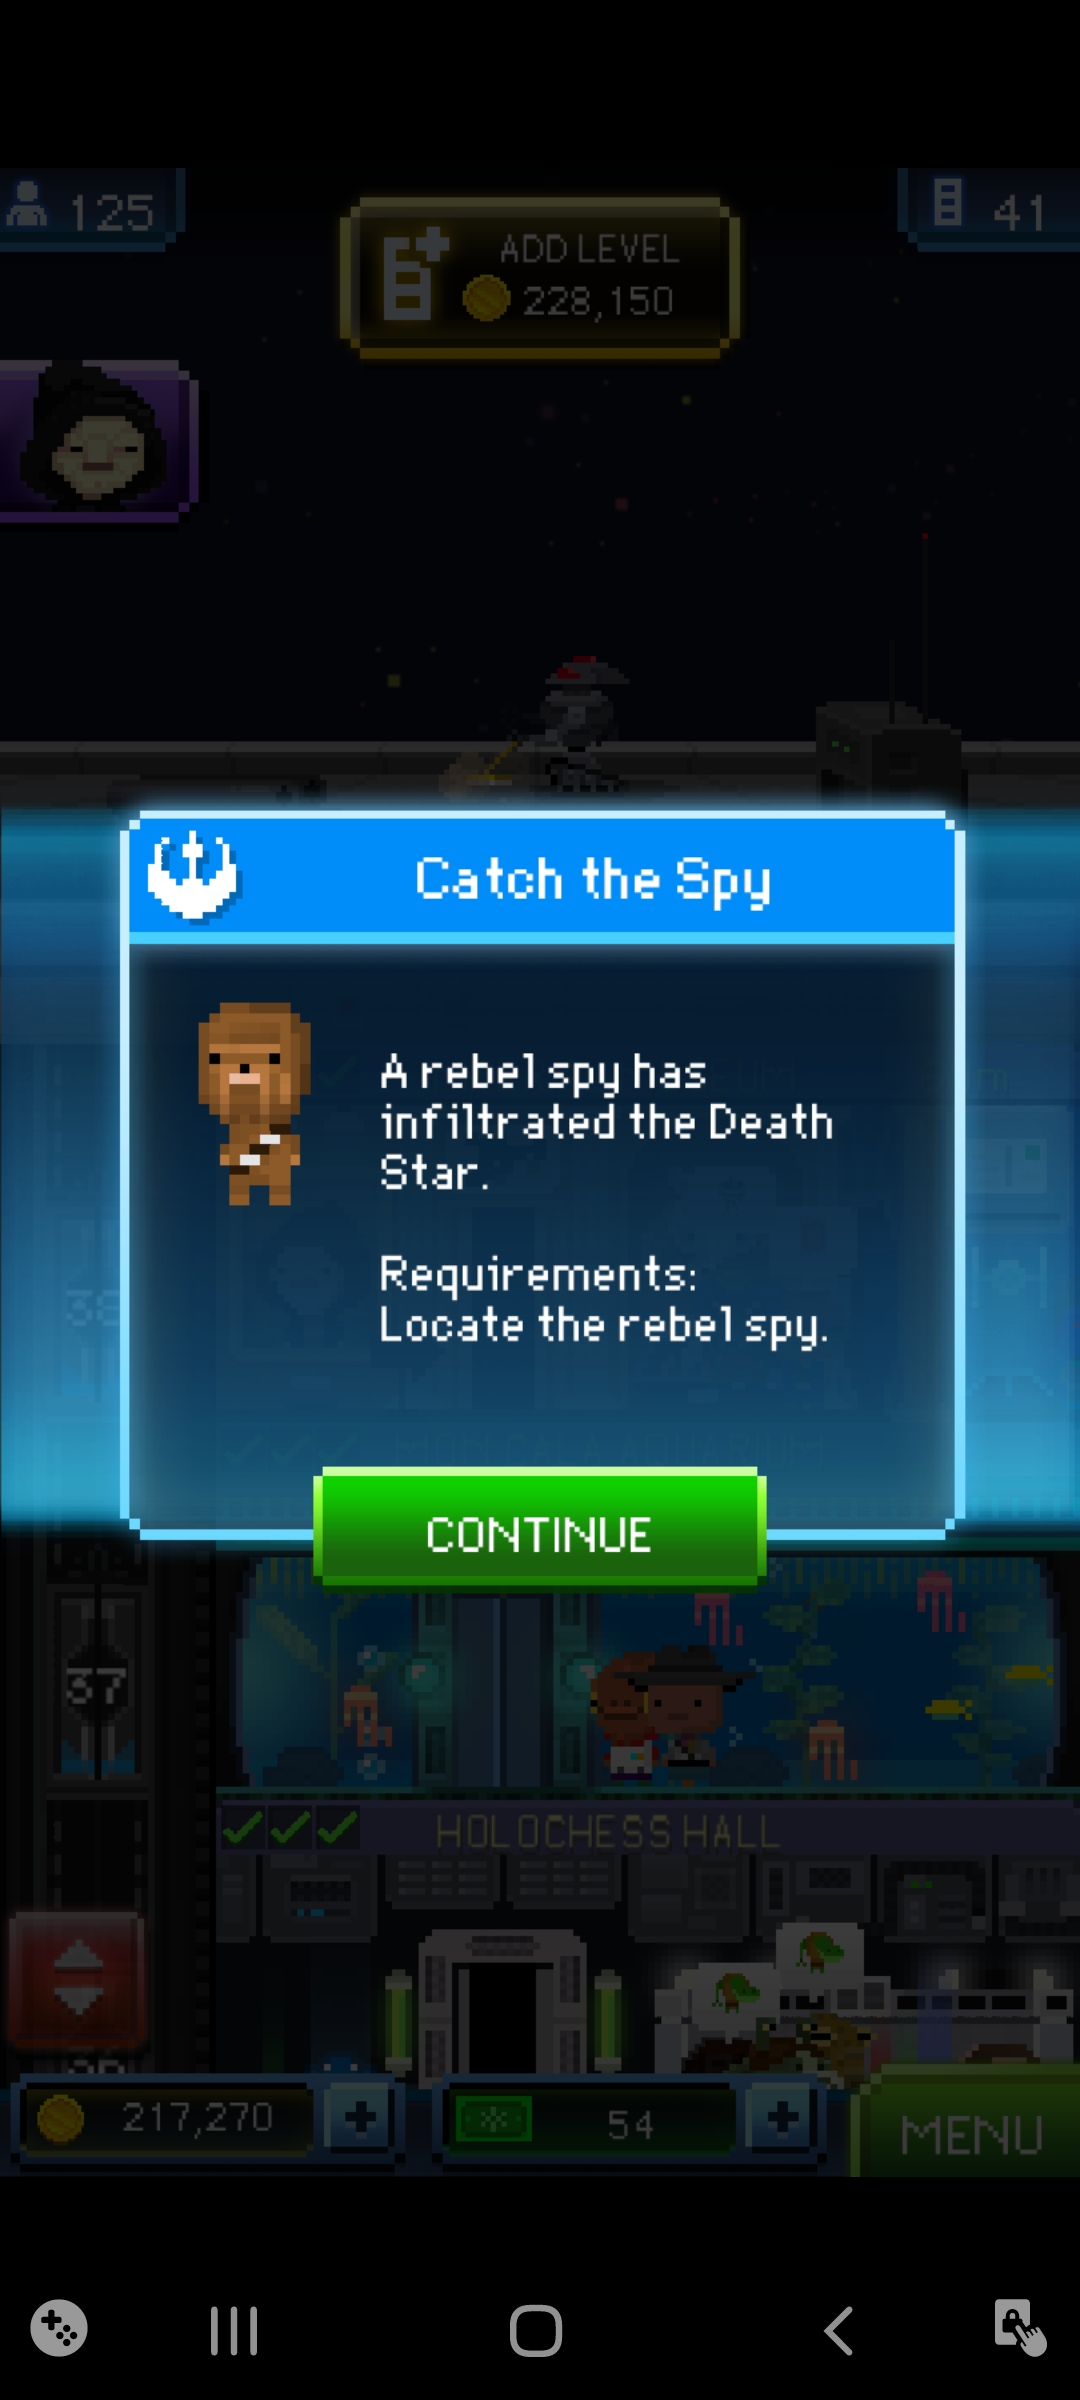 125
41
ADD LEVEL
228,150
Catch the Spy
A rebel spy has
infiltrated the Death
Star.
Requirements:
Locate the rebel spy.
38
CONTINUE
37
HOLOCHESS HALL
217,270
54
MENU